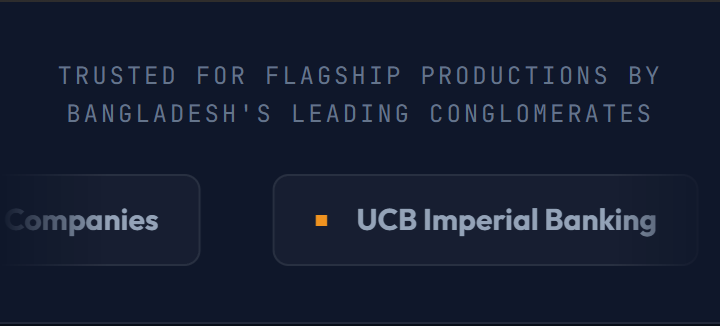 TRUSTED FOR FLAGSHIP PRODUCTIONS BY
BANGLADESH'S LEADING CONGLOMERATES
Companies
UCB Imperial Banking